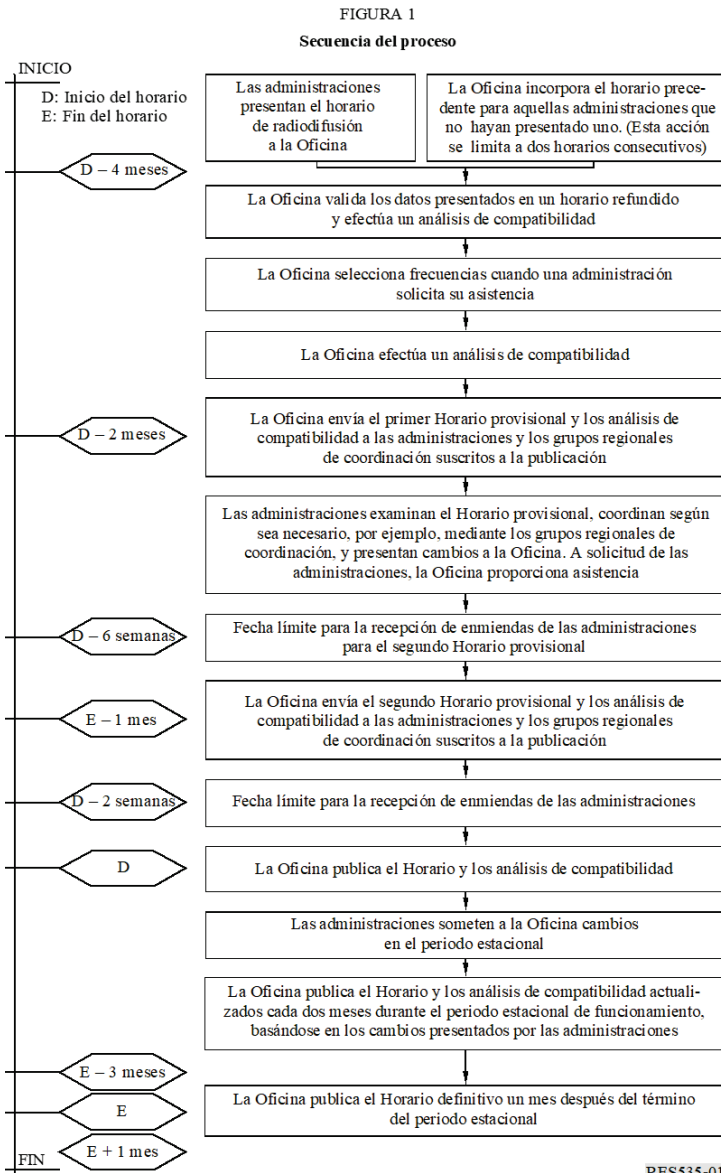 FIGURA 1
Secuencia del proceso
INICIO
D: Inicio del horario
E: Fin del horario
Las administraciones
presentan el horario
de radiodifusión
a la Oficina
La Oficina incorpora el horario prece-
dente para aquellas administraciones que
no hayan presentado uno. (Esta acción
se limita a dos horarios consecutivos)
D – 4 meses
La Oficina valida los datos presentados en un horario refundido
y efectúa un análisis de compatibilidad
La Oficina selecciona frecuencias cuando una administración
solicita su asistencia
La Oficina efectúa un análisis de compatibilidad
D – 2 meses
La Oficina envía el primer Horario provisional y los análisis de
compatibilidad a las administraciones y los grupos regionales
de coordinación suscritos a la publicación
Las administraciones examinan el Horario provisional, coordinan según
sea necesario, por ejemplo, mediante los grupos regionales de
coordinación, y presentan cambios a la Oficina. A solicitud de las
administraciones, la Oficina proporciona asistencia
D – 6 semanas
Fecha límite para la recepción de enmiendas de las administraciones
para el segundo Horario provisional
E – 1 mes
La Oficina envía el segundo Horario provisional y los análisis de
compatibilidad a las administraciones y los grupos regionales
de coordinación suscritos a la publicación
D – 2 semanas
Fecha límite para la recepción de enmiendas de las administraciones
D
La Oficina publica el Horario y los análisis de compatibilidad
Las administraciones someten a la Oficina cambios
en el periodo estacional
La Oficina publica el Horario y los análisis de compatibilidad actuali-
zados cada dos meses durante el periodo estacional de funcionamiento,
basándose en los cambios presentados por las administraciones
E – 3 meses
E
La Oficina publica el Horario definitivo un mes después del término
del periodo estacional
E + 1 mes
FIN
RES535-01